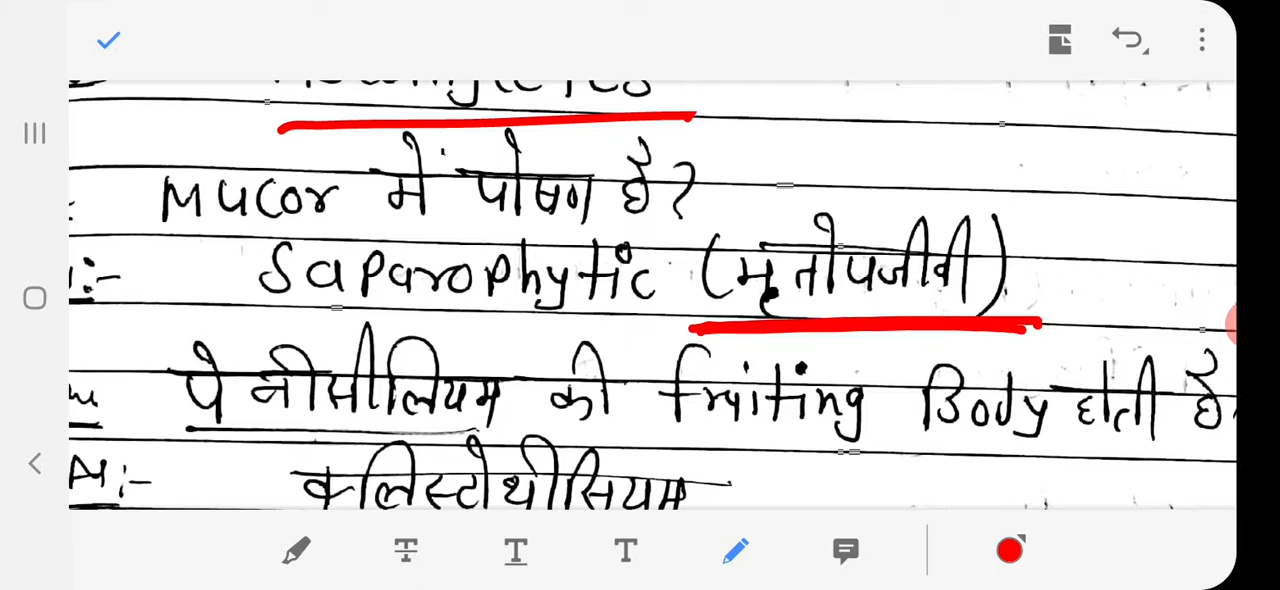 Mucor में पोषण है?
:- Saparophytic (मृतोपजीवी)
पेनीसीलियम की fruiting Body होती है
:- क्लिस्टोथीसियम